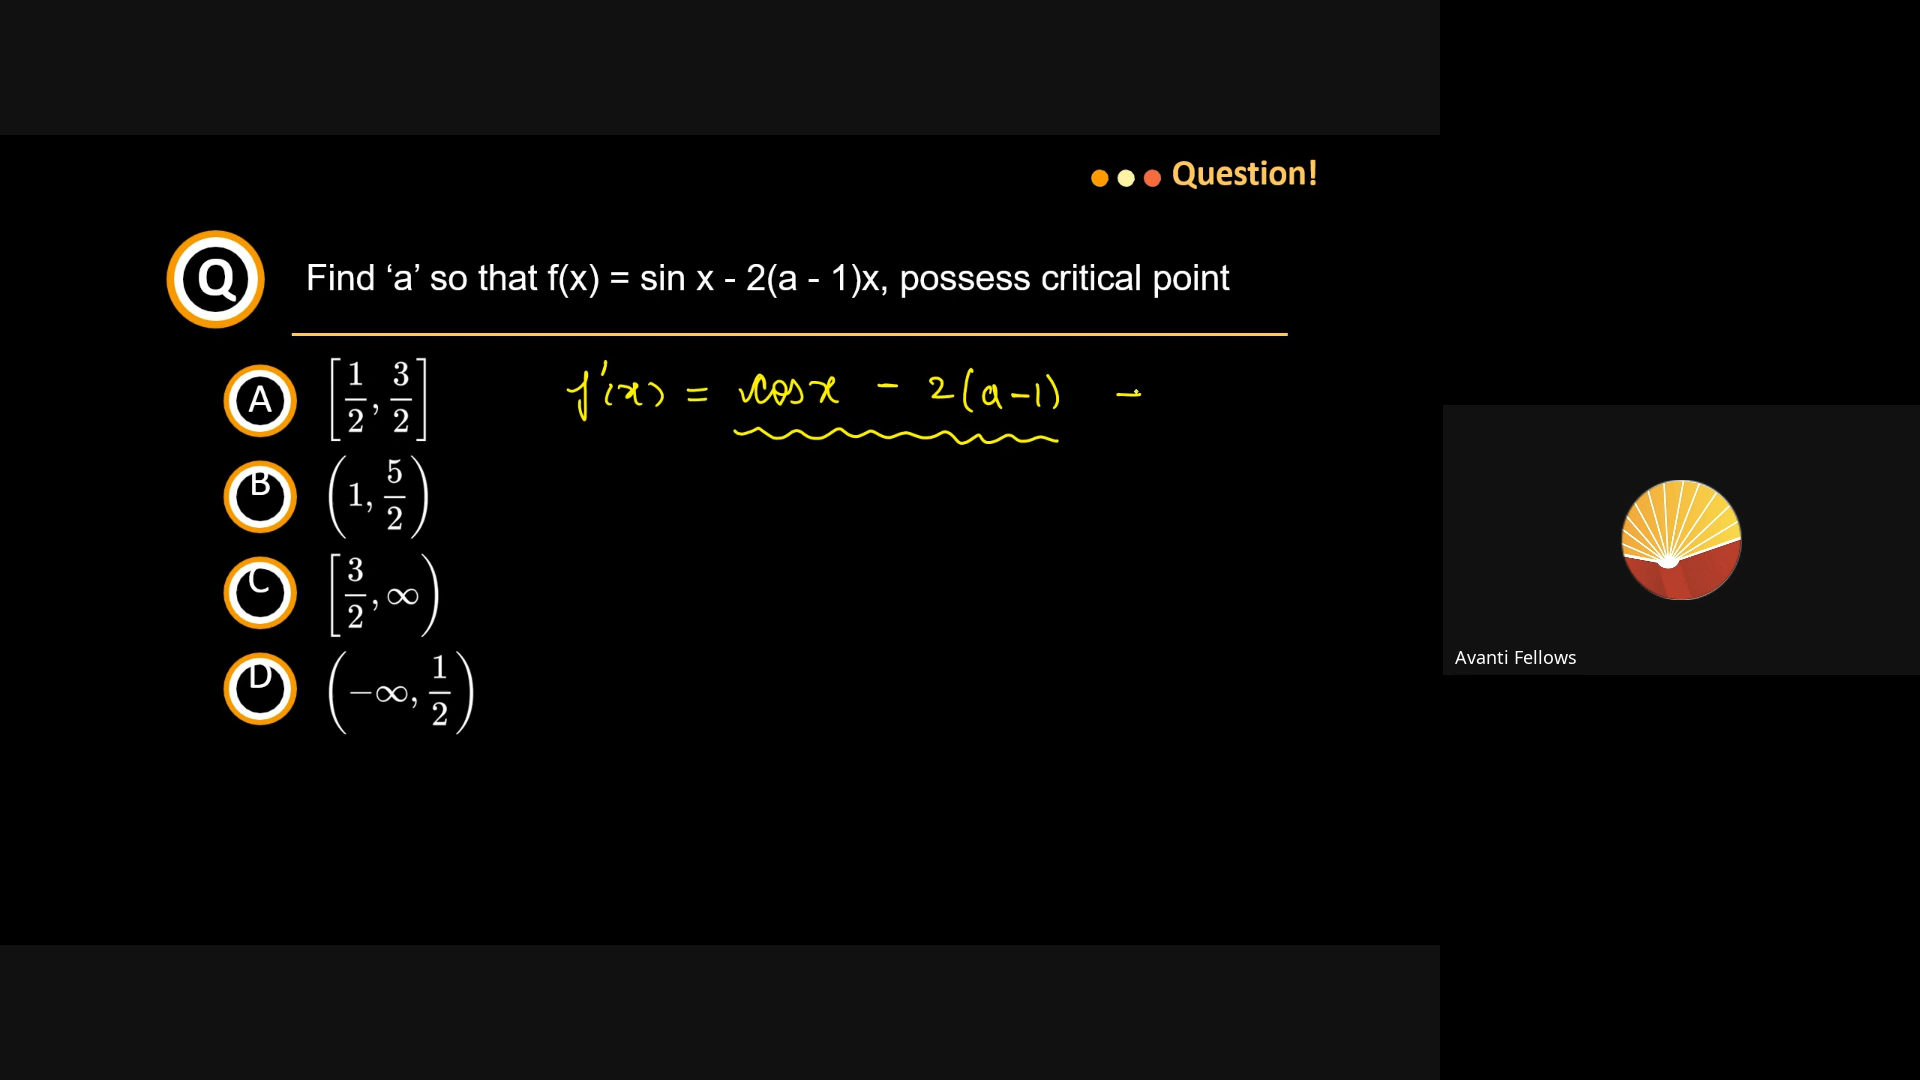 Question!
Q
Find ‘a’ so that f(x) = sin x - 2(a - 1)x, possess critical point
A [1/2, 3/2]
f'(x) = cosx - 2(a-1) -
B (1, 5/2)
C [3/2, ∞)
D (-∞, 1/2)
Avanti Fellows